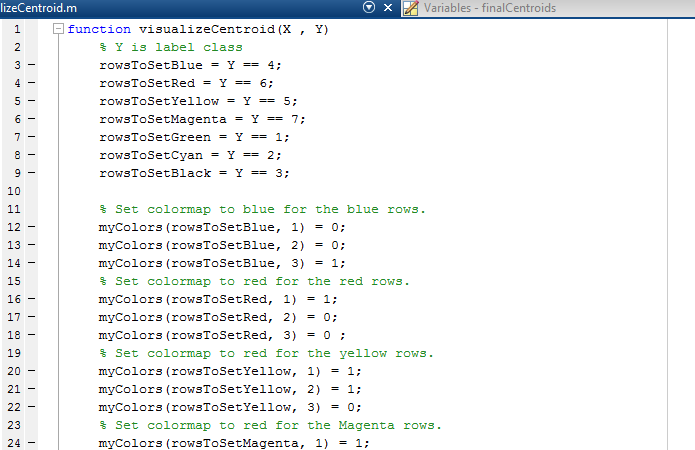 lizeCentroid.m Variables - finalCentroids
1 function visualizeCentroid(X , Y)
2 % Y is label class
3 rowsToSetBlue = Y == 4;
4 rowsToSetRed = Y == 6;
5 rowsToSetYellow = Y == 5;
6 rowsToSetMagenta = Y == 7;
7 rowsToSetGreen = Y == 1;
8 rowsToSetCyan = Y == 2;
9 rowsToSetBlack = Y == 3;
10
11 % Set colormap to blue for the blue rows.
12 myColors(rowsToSetBlue, 1) = 0;
13 myColors(rowsToSetBlue, 2) = 0;
14 myColors(rowsToSetBlue, 3) = 1;
15 % Set colormap to red for the red rows.
16 myColors(rowsToSetRed, 1) = 1;
17 myColors(rowsToSetRed, 2) = 0;
18 myColors(rowsToSetRed, 3) = 0 ;
19 % Set colormap to red for the yellow rows.
20 myColors(rowsToSetYellow, 1) = 1;
21 myColors(rowsToSetYellow, 2) = 1;
22 myColors(rowsToSetYellow, 3) = 0;
23 % Set colormap to red for the Magenta rows.
24 myColors(rowsToSetMagenta, 1) = 1;